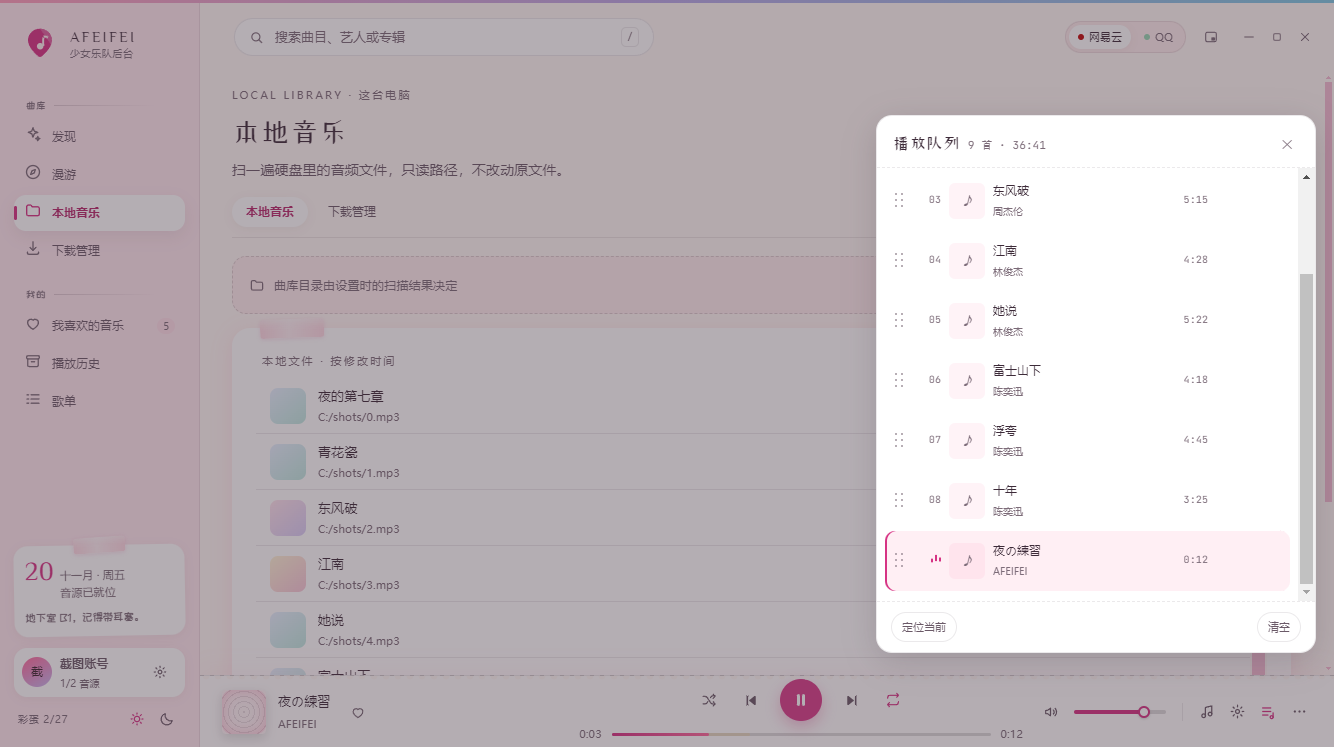 AFEIFEI
少女乐队后台
曲库
发现
漫游
本地音乐
下载管理
我的
我喜欢的音乐 5
播放历史
歌单
20 十一月 · 周五
音源已就位
地下室 B1，记得带耳塞。
截 截图账号
1/2 音源
彩蛋 2/27
搜索曲目、艺人或专辑 /
网易云 QQ
LOCAL LIBRARY · 这台电脑
本地音乐
扫一遍硬盘里的音频文件，只读路径，不改动原文件。
本地音乐 下载管理
曲库目录由设置时的扫描结果决定
本地文件 · 按修改时间
夜的第七章
C:/shots/0.mp3
青花瓷
C:/shots/1.mp3
东风破
C:/shots/2.mp3
江南
C:/shots/3.mp3
她说
C:/shots/4.mp3
富士山下
播放队列 9 首 · 36:41
03 东风破 5:15
周杰伦
04 江南 4:28
林俊杰
05 她说 5:22
林俊杰
06 富士山下 4:18
陈奕迅
07 浮夸 4:45
陈奕迅
08 十年 3:25
陈奕迅
夜の練習 0:12
AFEIFEI
定位当前 清空
夜の練習
AFEIFEI
0:03 0:12